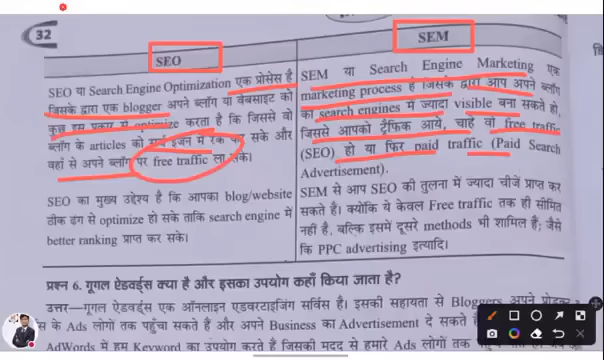 32
SEO
SEO या Search Engine Optimization एक प्रोसेस है
जिसके द्वारा एक blogger अपने ब्लॉग या वेबसाइट को
कुछ इस प्रकार से optimize करता है कि जिससे वो
ब्लॉग के articles को सर्च इंजन में रैंक कर सके और
वहां से अपने ब्लॉग पर free traffic ला सके।
SEO का मुख्य उद्देश्य है कि आपका blog/website
ठीक ढंग से optimize हो सके ताकि search engine में
better ranking प्राप्त कर सके।
SEM
SEM या Search Engine Marketing एक
marketing process है जिसके द्वारा आप अपने ब्लॉग
को search engines में ज्यादा visible बना सकते हो,
जिससे आपको ट्रैफिक आये, चाहे वो free traffic
(SEO) हो या फिर paid traffic (Paid Search
Advertisement).
SEM से आप SEO की तुलना में ज्यादा चीजें प्राप्त कर
सकते हैं। क्योंकि ये केवल Free traffic तक ही सीमित
नहीं है, बल्कि इसमें दूसरे methods भी शामिल हैं; जैसे
कि PPC advertising इत्यादि।
प्रश्न 6. गूगल ऐडवर्ड्स क्या है और इसका उपयोग कहाँ किया जाता है?
उत्तर–गूगल ऐडवर्ड्स एक ऑनलाइन एडवरटाइजिंग सर्विस है। इसकी सहायता से Bloggers अपने
के Ads लोगों तक पहुँचा सकते हैं और अपने Business का Advertisement दे सकते हैं
AdWords में हम Keyword का उपयोग करते हैं जिसकी मदद से हमारे Ads लोगों तक